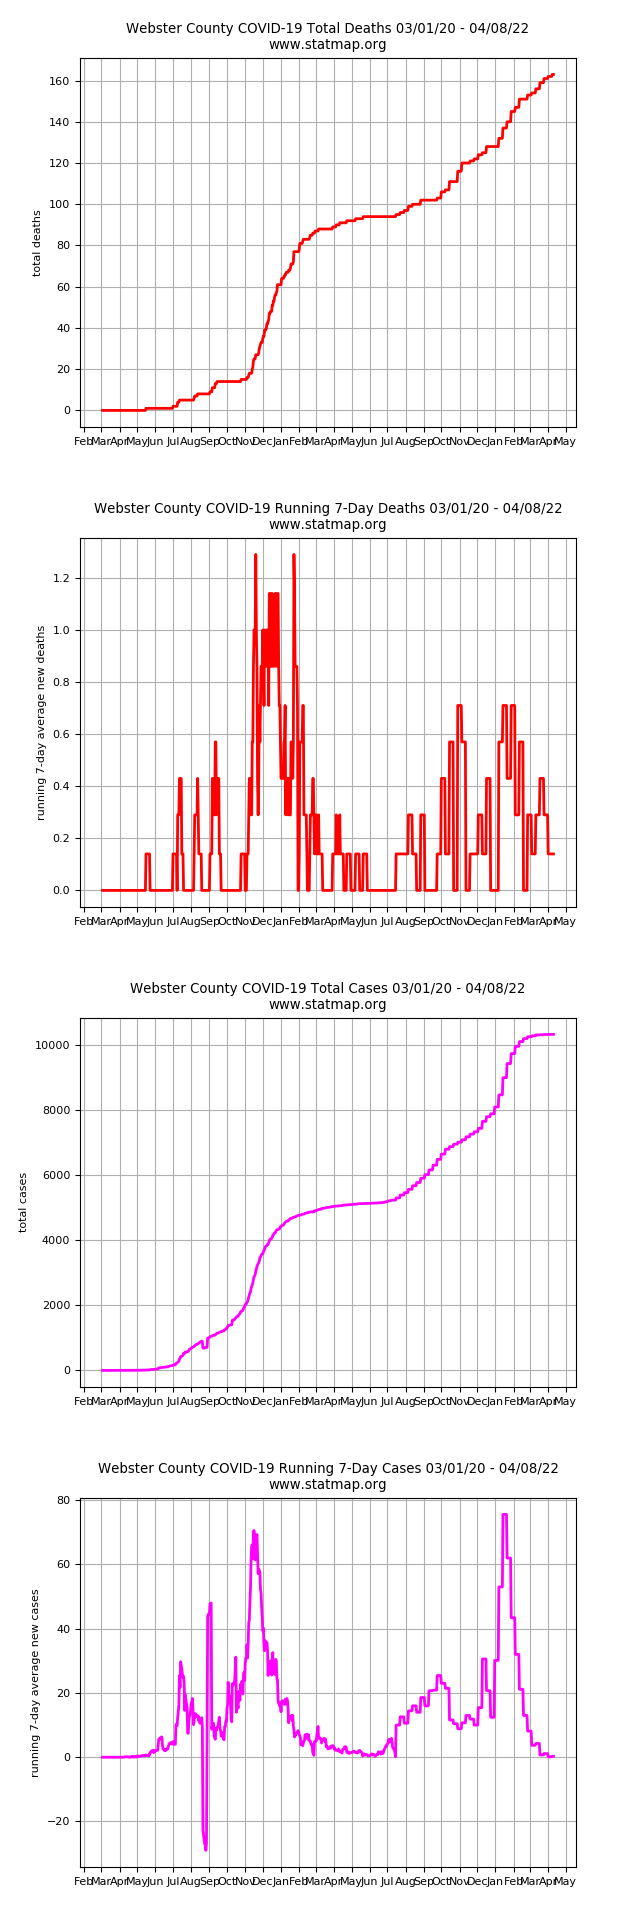 Webster County COVID-19 Total Deaths 03/01/20 - 04/08/22
www.statmap.org
160
140
120
100
80
60
40
20
0
total deaths
Feb Mar Apr May Jun Jul Aug Sep Oct Nov Dec Jan Feb Mar Apr May Jun Jul Aug Sep Oct Nov Dec Jan Feb Mar Apr May
Webster County COVID-19 Running 7-Day Deaths 03/01/20 - 04/08/22
www.statmap.org
1.2
1.0
0.8
0.6
0.4
0.2
0.0
running 7-day average new deaths
Feb Mar Apr May Jun Jul Aug Sep Oct Nov Dec Jan Feb Mar Apr May Jun Jul Aug Sep Oct Nov Dec Jan Feb Mar Apr May
Webster County COVID-19 Total Cases 03/01/20 - 04/08/22
www.statmap.org
10000
8000
6000
4000
2000
0
total cases
Feb Mar Apr May Jun Jul Aug Sep Oct Nov Dec Jan Feb Mar Apr May Jun Jul Aug Sep Oct Nov Dec Jan Feb Mar Apr May
Webster County COVID-19 Running 7-Day Cases 03/01/20 - 04/08/22
www.statmap.org
80
60
40
20
0
−20
running 7-day average new cases
Feb Mar Apr May Jun Jul Aug Sep Oct Nov Dec Jan Feb Mar Apr May Jun Jul Aug Sep Oct Nov Dec Jan Feb Mar Apr May